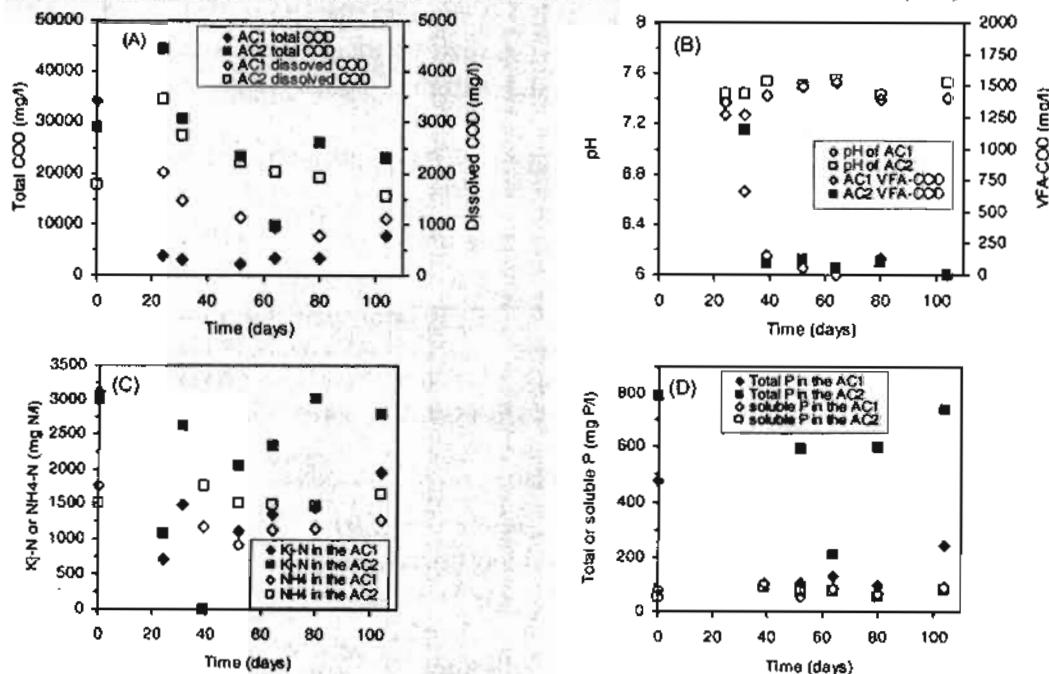 (A)
Total COD (mg/l)
50000
40000
30000
20000
10000
0
AC1 total COD
AC2 total COD
AC1 dissoved COD
AC2 dissolved COD
5000
4000
3000
2000
1000
0
Dissolved COD (mg/l)
0 20 40 60 80 100
Time (days)
(B)
pH
8
7.6
7.2
6.8
6.4
6
pH of AC1
pH of AC2
AC1 VFA-COD
AC2 VFA-COD
2000
1750
1500
1250
1000
750
500
250
0
VFA-COD (mg/l)
0 20 40 60 80 100
Time (days)
(C)
Kj-N or NH4-N (mg N/l)
3500
3000
2500
2000
1500
1000
500
0
Kj-N in the AC1
Kj-N in the AC2
NH4 in the AC1
NH4 in the AC2
0 20 40 60 80 100
Time (days)
(D)
Total or soluble P (mg P/l)
800
600
400
200
0
Total P in the AC1
Total P in the AC2
soluble P in the AC1
soluble P in the AC2
0 20 40 60 80 100
Time (days)